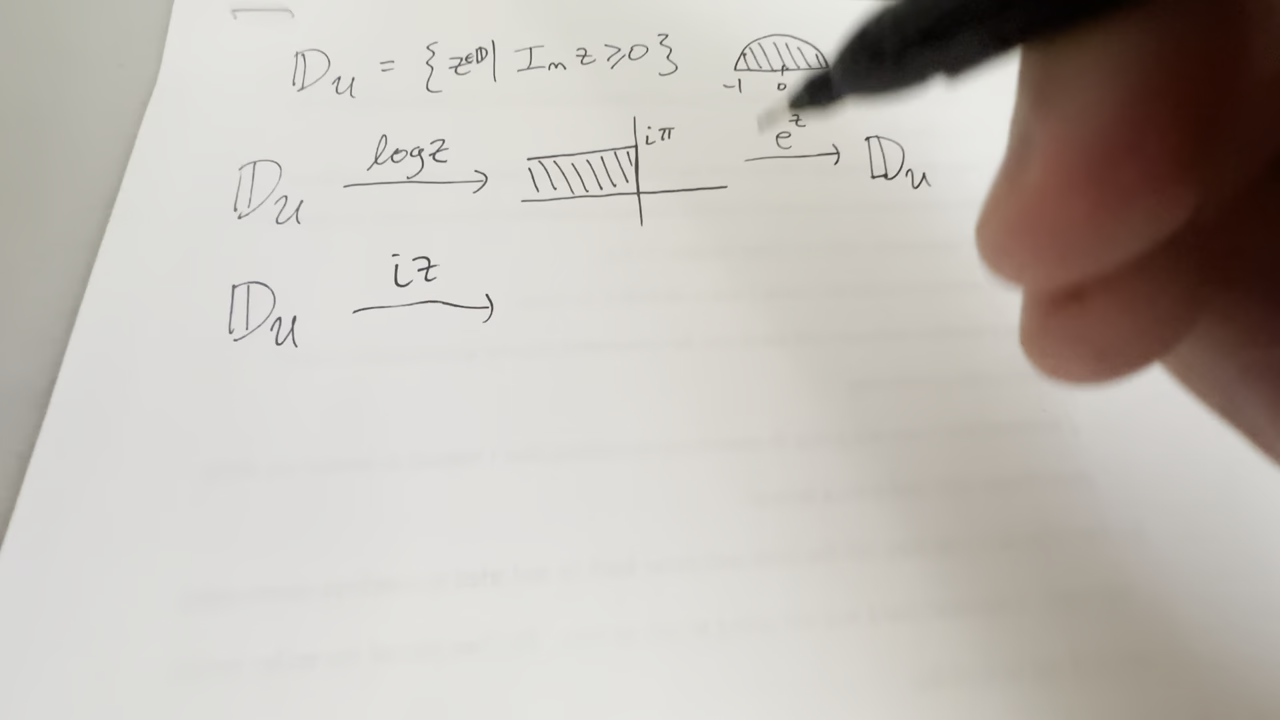 𝔻u = {z∈𝔻 | Im z ≥ 0} -1 0
𝔻u log z → iπ e^z → 𝔻u
𝔻u iz →